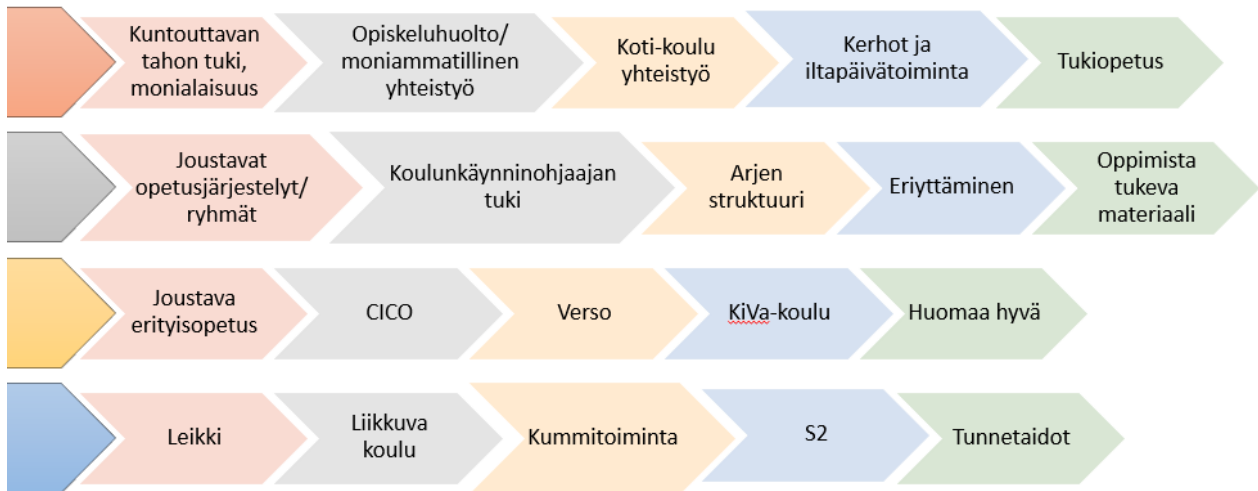 Kuntouttavan
tahon tuki,
monialaisuus
Opiskeluhuolto/
moniammatillinen
yhteistyö
Koti-koulu
yhteistyö
Kerhot ja
iltapäivätoiminta
Tukiopetus
Joustavat
opetusjärjestelyt/
ryhmät
Koulunkäynninohjaajan
tuki
Arjen
struktuuri
Eriyttäminen
Oppimista
tukeva
materiaali
Joustava
erityisopetus
CICO
Verso
KiVa-koulu
Huomaa hyvä
Leikki
Liikkuva
koulu
Kummitoiminta
S2
Tunnetaidot